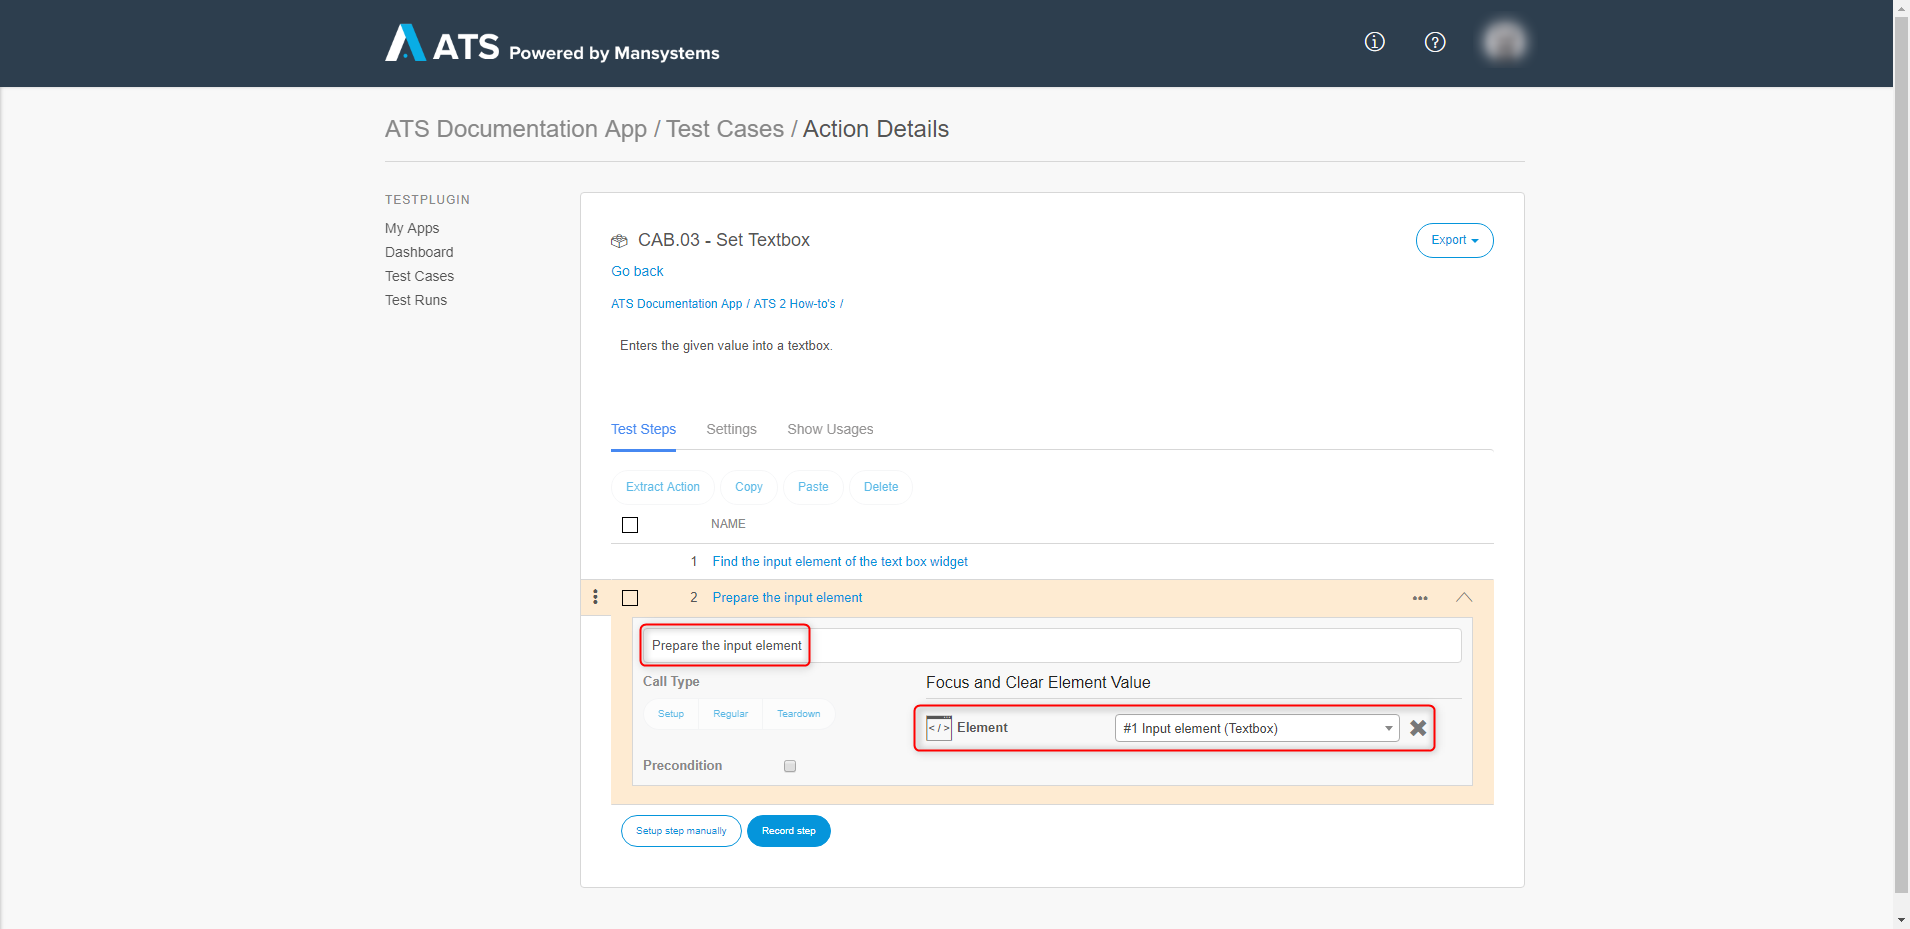 ATS Powered by Mansystems
ATS Documentation App / Test Cases / Action Details
TESTPLUGIN
My Apps
Dashboard
Test Cases
Test Runs
CAB.03 - Set Textbox
Export
Go back
ATS Documentation App / ATS 2 How-to's /
Enters the given value into a textbox.
Test Steps Settings Show Usages
Extract Action Copy Paste Delete
NAME
1 Find the input element of the text box widget
2 Prepare the input element
Prepare the input element
Call Type
Focus and Clear Element Value
Setup Regular Teardown
</> Element #1 Input element (Textbox)
Precondition
Setup step manually Record step